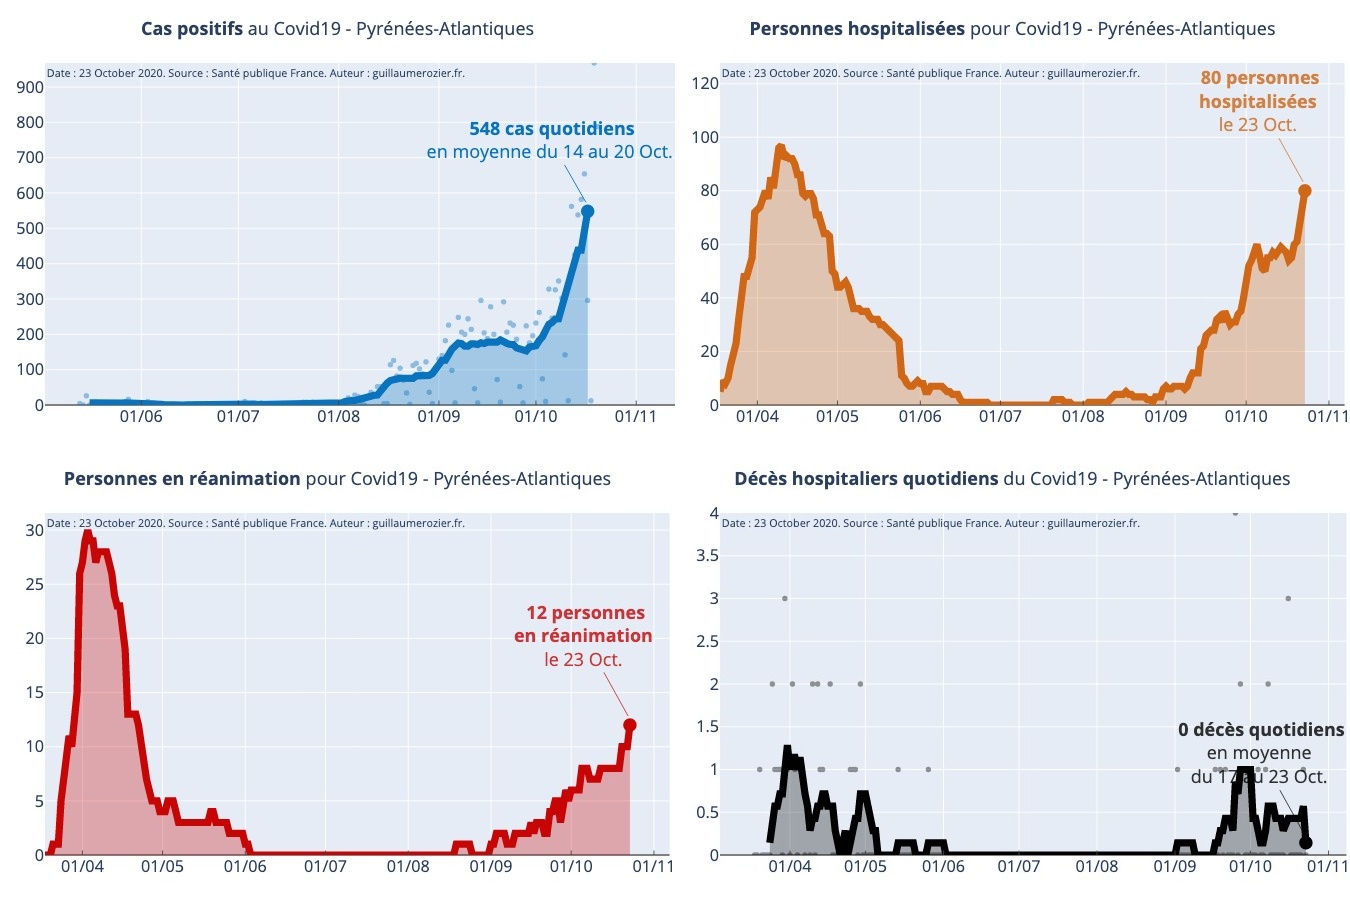 Cas positifs au Covid19 - Pyrénées-Atlantiques
Date : 23 October 2020. Source : Santé publique France. Auteur : guillaumerozier.fr.
900
800
700
600
500
400
300
200
100
0
548 cas quotidiens
en moyenne du 14 au 20 Oct.
01/06 01/07 01/08 01/09 01/10 01/11
Personnes hospitalisées pour Covid19 - Pyrénées-Atlantiques
Date : 23 October 2020. Source : Santé publique France. Auteur : guillaumerozier.fr.
120
100
80
60
40
20
0
80 personnes
hospitalisées
le 23 Oct.
01/04 01/05 01/06 01/07 01/08 01/09 01/10 01/11
Personnes en réanimation pour Covid19 - Pyrénées-Atlantiques
Date : 23 October 2020. Source : Santé publique France. Auteur : guillaumerozier.fr.
30
25
20
15
10
5
0
12 personnes
en réanimation
le 23 Oct.
01/04 01/05 01/06 01/07 01/08 01/09 01/10 01/11
Décès hospitaliers quotidiens du Covid19 - Pyrénées-Atlantiques
Date : 23 October 2020. Source : Santé publique France. Auteur : guillaumerozier.fr.
4
3.5
3
2.5
2
1.5
1
0.5
0
0 décès quotidiens
en moyenne
du 17 au 23 Oct.
01/04 01/05 01/06 01/07 01/08 01/09 01/10 01/11